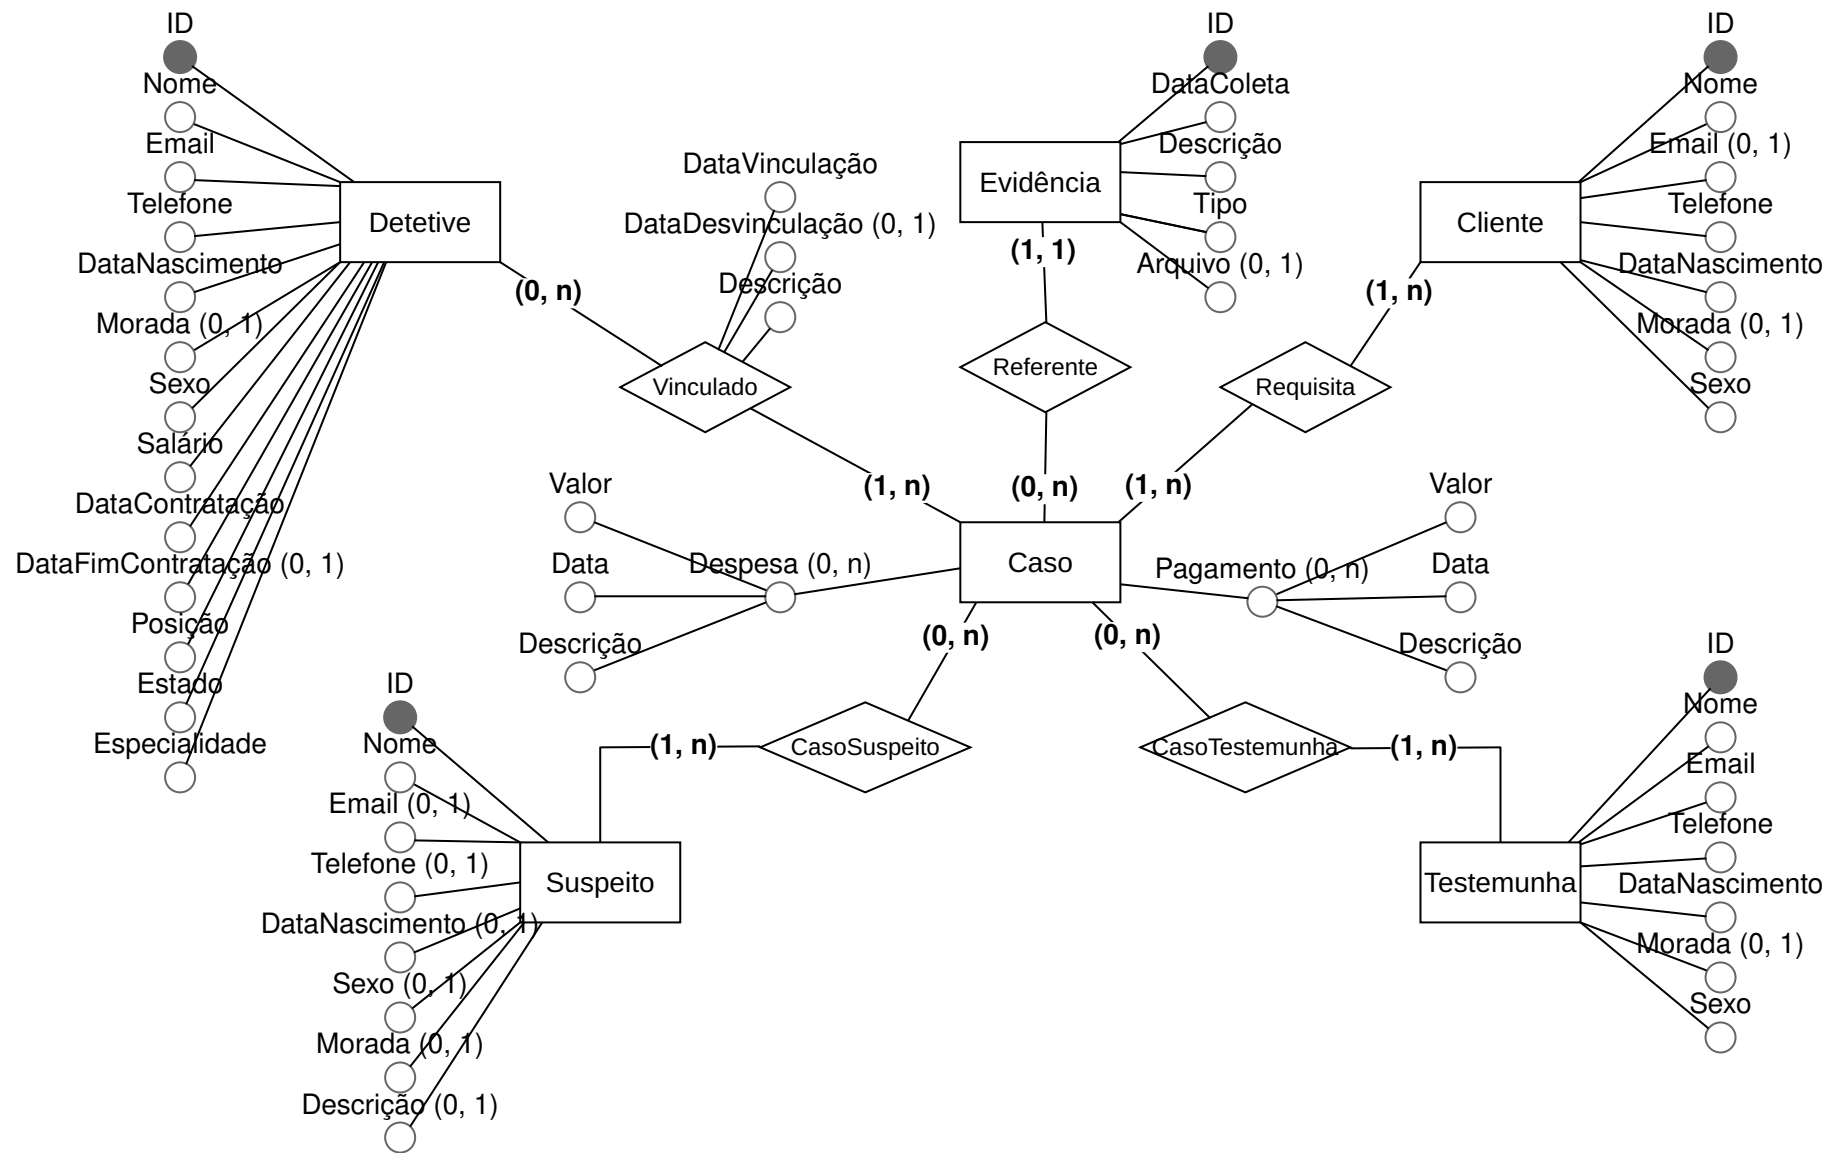 ID
Nome
Email
Telefone
DataNascimento
Morada (0, 1)
Sexo
Salário
DataContratação
DataFimContratação (0, 1)
Posição
Estado
Especialidade
Detetive
(0, n)
DataVinculação
DataDesvinculação (0, 1)
Descrição
Vinculado
(1, n)
ID
DataColeta
Descrição
Tipo
Arquivo (0, 1)
Evidência
(1, 1)
Referente
(0, n)
ID
Nome
Email (0, 1)
Telefone
DataNascimento
Morada (0, 1)
Sexo
Cliente
(1, n)
Requisita
(1, n)
Caso
Valor
Data
Descrição
Despesa (0, n)
Pagamento (0, n)
Valor
Data
Descrição
(0, n)
CasoSuspeito
(1, n)
(0, n)
CasoTestemunha
(1, n)
ID
Nome
Email (0, 1)
Telefone (0, 1)
DataNascimento (0, 1)
Sexo (0, 1)
Morada (0, 1)
Descrição (0, 1)
Suspeito
ID
Nome
Email
Telefone
DataNascimento
Morada (0, 1)
Sexo
Testemunha